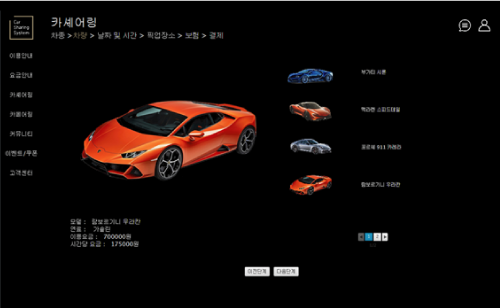 Car
Sharing
System
카셰어링
차종 > 차량 > 날짜 및 시간 > 픽업장소 > 보험 > 결제
이용안내
요금안내
카셰어링
카페어링
커뮤니티
이벤트/쿠폰
고객센터
부가티 시론
맥라렌 스피드테일
포르쉐 911 카레라
람보르기니 우라칸
모델 : 람보르기니 우라칸
연료 : 가솔린
이용요금 : 700000원
시간당 요금 : 175000원
1 2
이전단계 다음단계